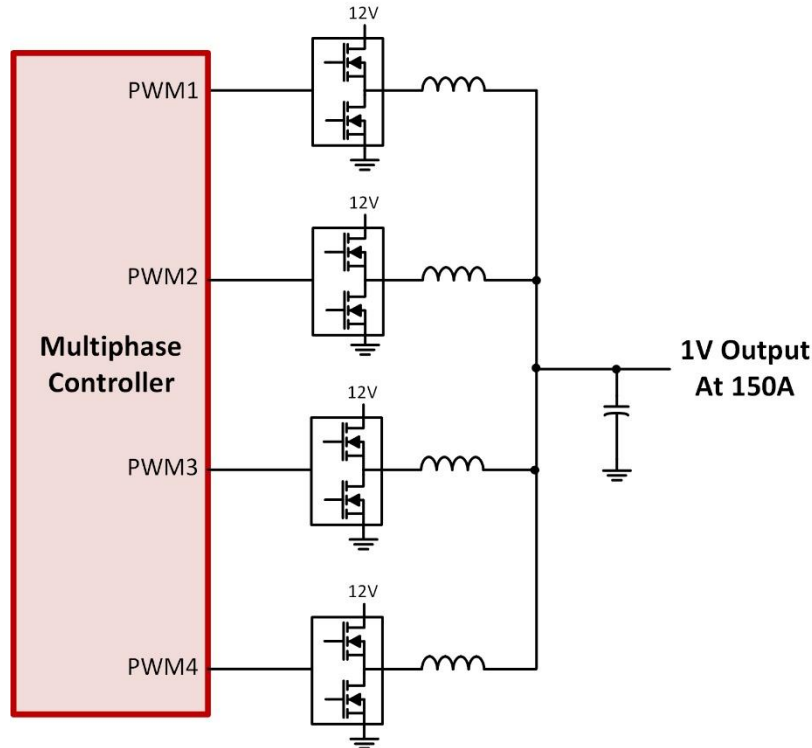 12V
PWM1
12V
PWM2
Multiphase
Controller
1V Output
At 150A
12V
PWM3
12V
PWM4